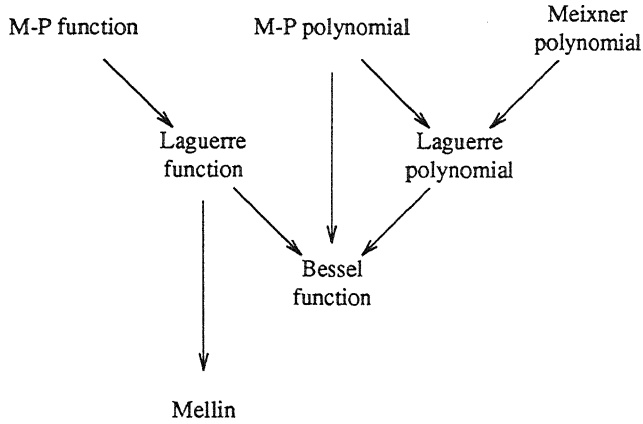 M-P function
M-P polynomial
Meixner
polynomial
Laguerre
function
Laguerre
polynomial
Bessel
function
Mellin